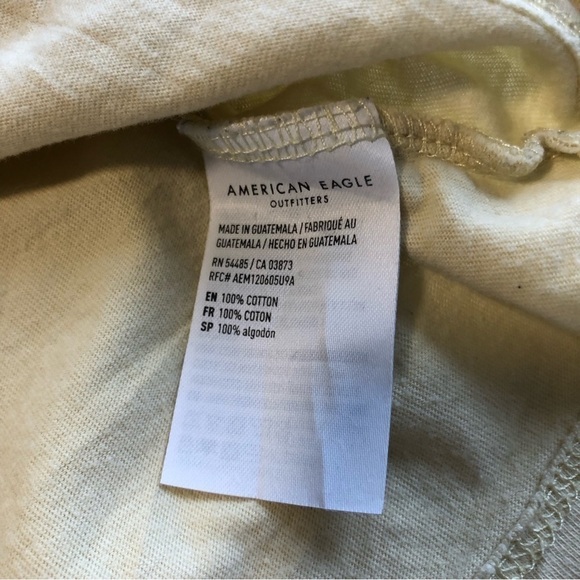 AMERICAN EAGLE
OUTFITTERS
MADE IN GUATEMALA / FABRIQUÉ AU
GUATEMALA / HECHO EN GUATEMALA
RN 54485 / CA 03873
RFC# AEM120605U9A
EN 100% COTTON
FR 100% COTON
SP 100% algodón